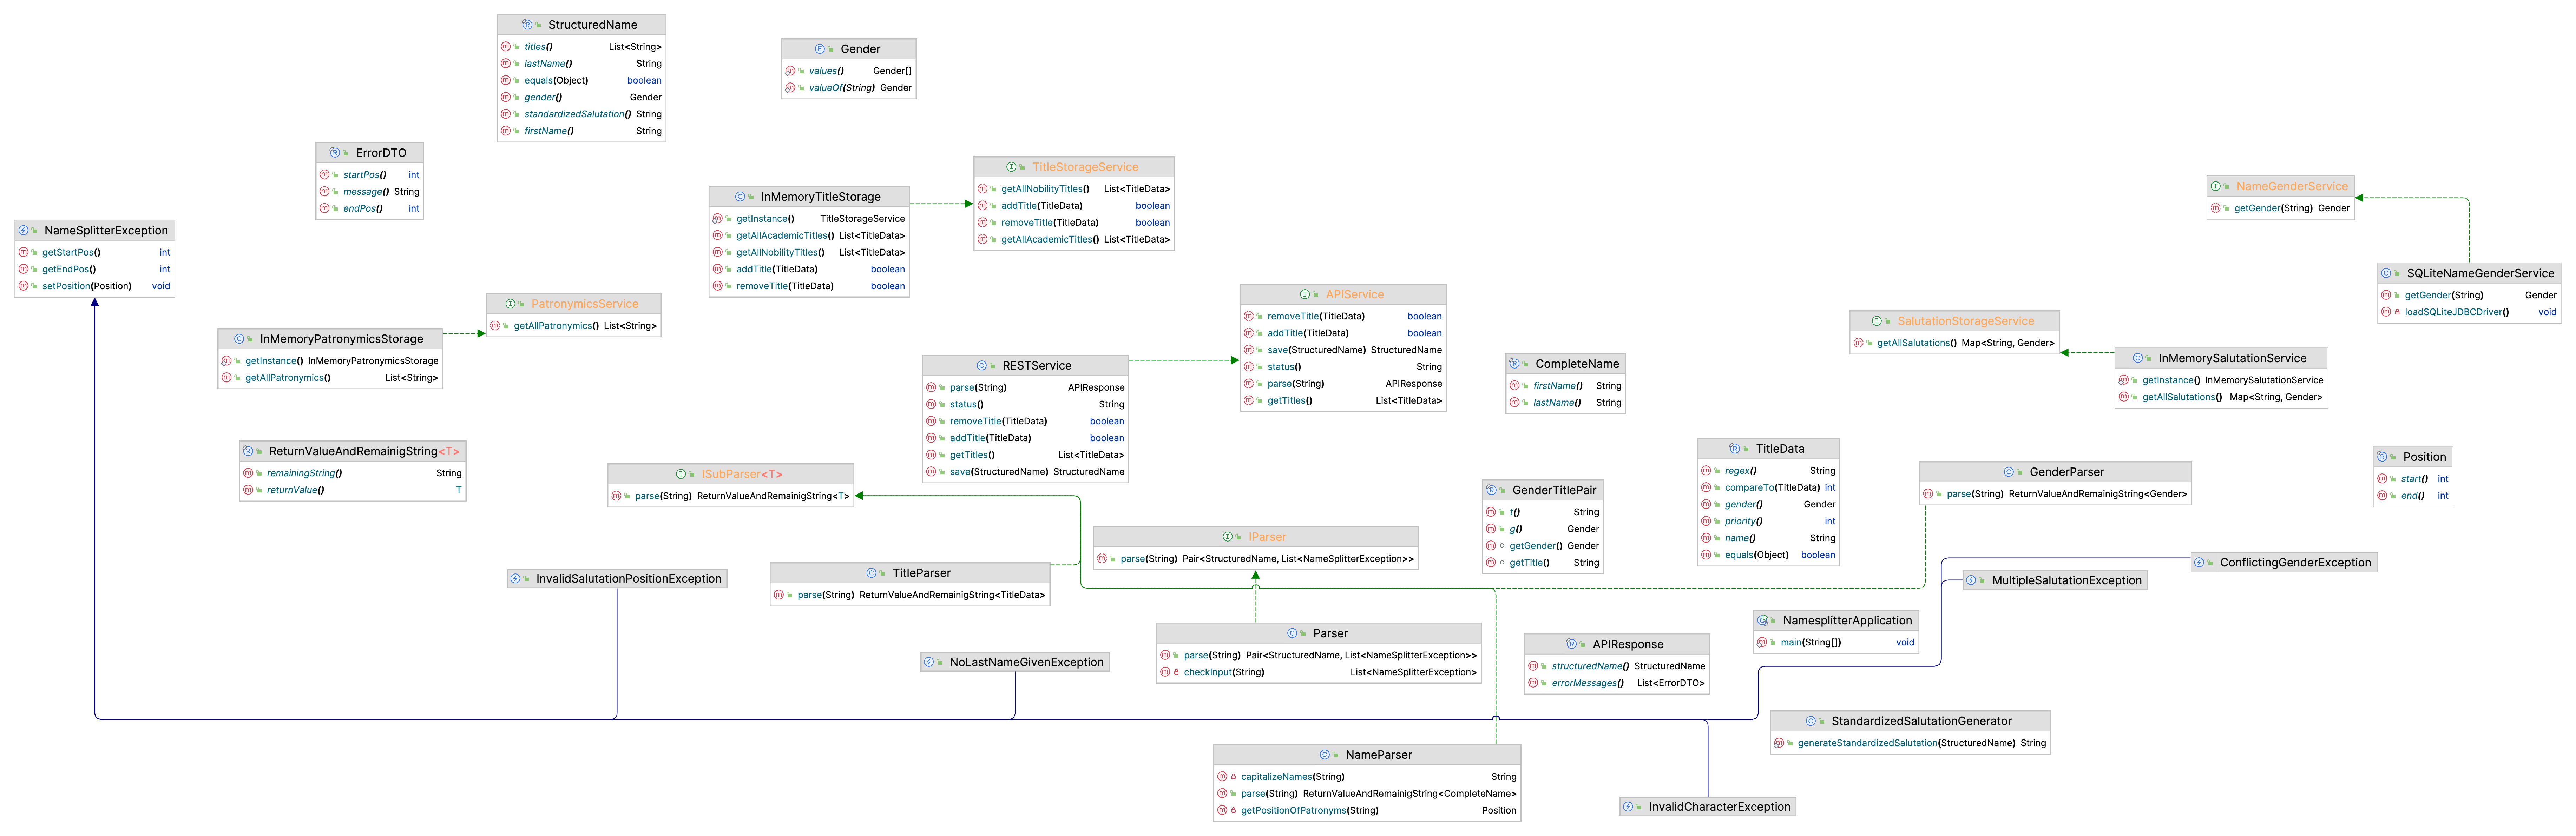 StructuredName
titles() List<String>
lastName() String
equals(Object) boolean
gender() Gender
standardizedSalutation() String
firstName() String
Gender
values() Gender[]
valueOf(String) Gender
ErrorDTO
startPos() int
message() String
endPos() int
TitleStorageService
getAllNobilityTitles() List<TitleData>
addTitle(TitleData) boolean
removeTitle(TitleData) boolean
getAllAcademicTitles() List<TitleData>
InMemoryTitleStorage
getInstance() TitleStorageService
getAllAcademicTitles() List<TitleData>
getAllNobilityTitles() List<TitleData>
addTitle(TitleData) boolean
removeTitle(TitleData) boolean
NameGenderService
getGender(String) Gender
NameSplitterException
getStartPos() int
getEndPos() int
setPosition(Position) void
SQLiteNameGenderService
getGender(String) Gender
loadSQLiteJDBCDriver() void
PatronymicsService
getAllPatronymics() List<String>
APIService
removeTitle(TitleData) boolean
addTitle(TitleData) boolean
save(StructuredName) StructuredName
status() String
parse(String) APIResponse
getTitles() List<TitleData>
SalutationStorageService
getAllSalutations() Map<String, Gender>
InMemoryPatronymicsStorage
getInstance() InMemoryPatronymicsStorage
getAllPatronymics() List<String>
InMemorySalutationService
getInstance() InMemorySalutationService
getAllSalutations() Map<String, Gender>
RESTService
parse(String) APIResponse
status() String
removeTitle(TitleData) boolean
addTitle(TitleData) boolean
getTitles() List<TitleData>
save(StructuredName) StructuredName
CompleteName
firstName() String
lastName() String
ReturnValueAndRemainigString<T>
remainingString() String
returnValue() T
TitleData
regex() String
compareTo(TitleData) int
gender() Gender
priority() int
name() String
equals(Object) boolean
Position
start() int
end() int
ISubParser<T>
parse(String) ReturnValueAndRemainigString<T>
GenderParser
parse(String) ReturnValueAndRemainigString<Gender>
GenderTitlePair
t() String
g() Gender
getGender() Gender
getTitle() String
IParser
parse(String) Pair<StructuredName, List<NameSplitterException>>
ConflictingGenderException
TitleParser
parse(String) ReturnValueAndRemainigString<TitleData>
InvalidSalutationPositionException
MultipleSalutationException
NamesplitterApplication
main(String[]) void
Parser
parse(String) Pair<StructuredName, List<NameSplitterException>>
checkInput(String) List<NameSplitterException>
APIResponse
structuredName() StructuredName
errorMessages() List<ErrorDTO>
NoLastNameGivenException
StandardizedSalutationGenerator
generateStandardizedSalutation(StructuredName) String
NameParser
capitalizeNames(String) String
parse(String) ReturnValueAndRemainigString<CompleteName>
getPositionOfPatronyms(String) Position
InvalidCharacterException